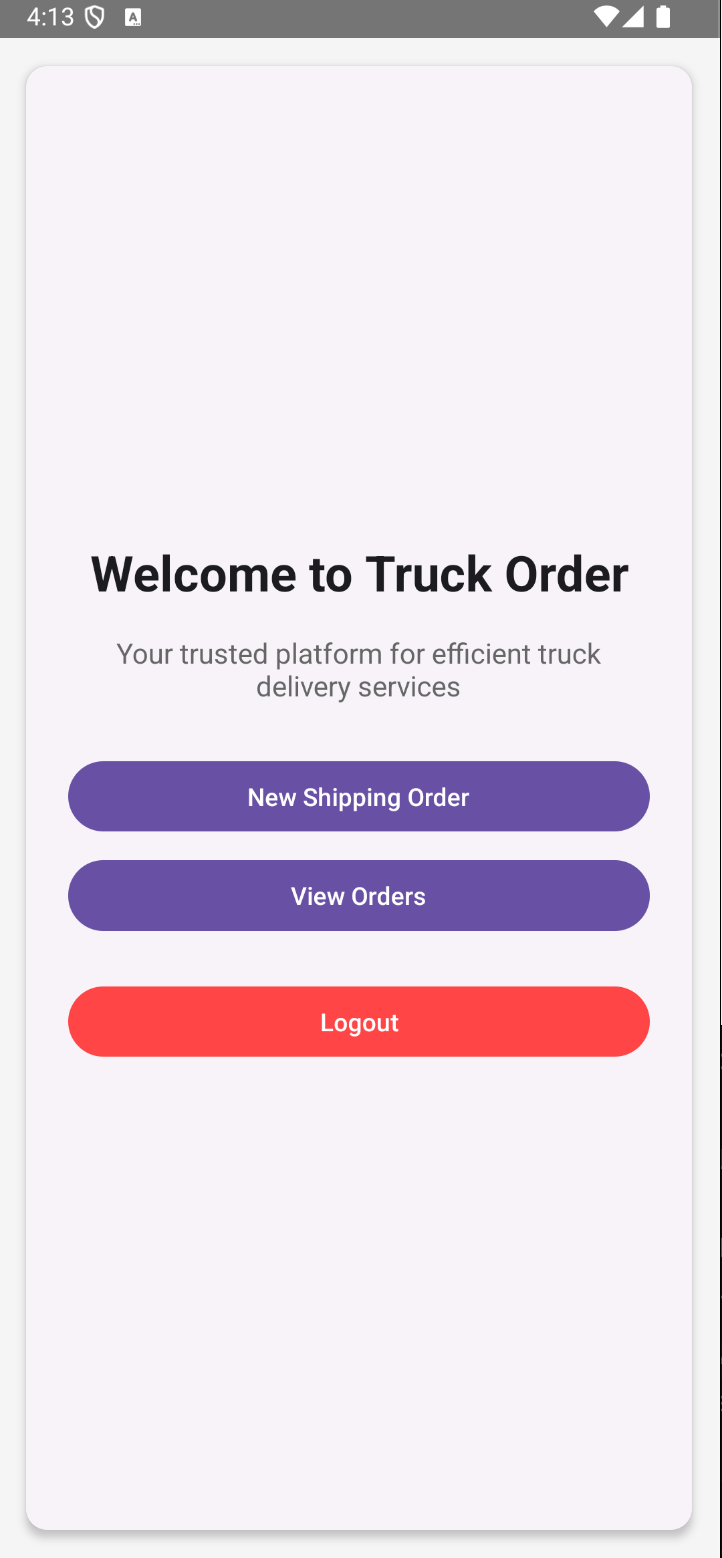 4:13
A
Welcome to Truck Order
Your trusted platform for efficient truck
delivery services
New Shipping Order
View Orders
Logout